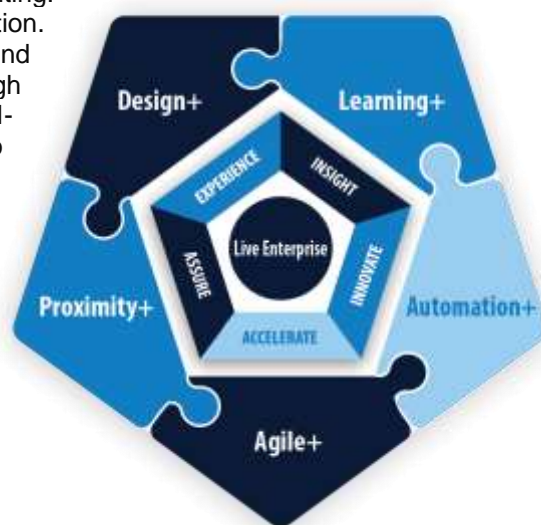 Design+
Learning+
EXPERIENCE
INSIGHT
Live Enterprise
ASSURE
INNOVATE
Proximity+
Automation+
ACCELERATE
Agile+